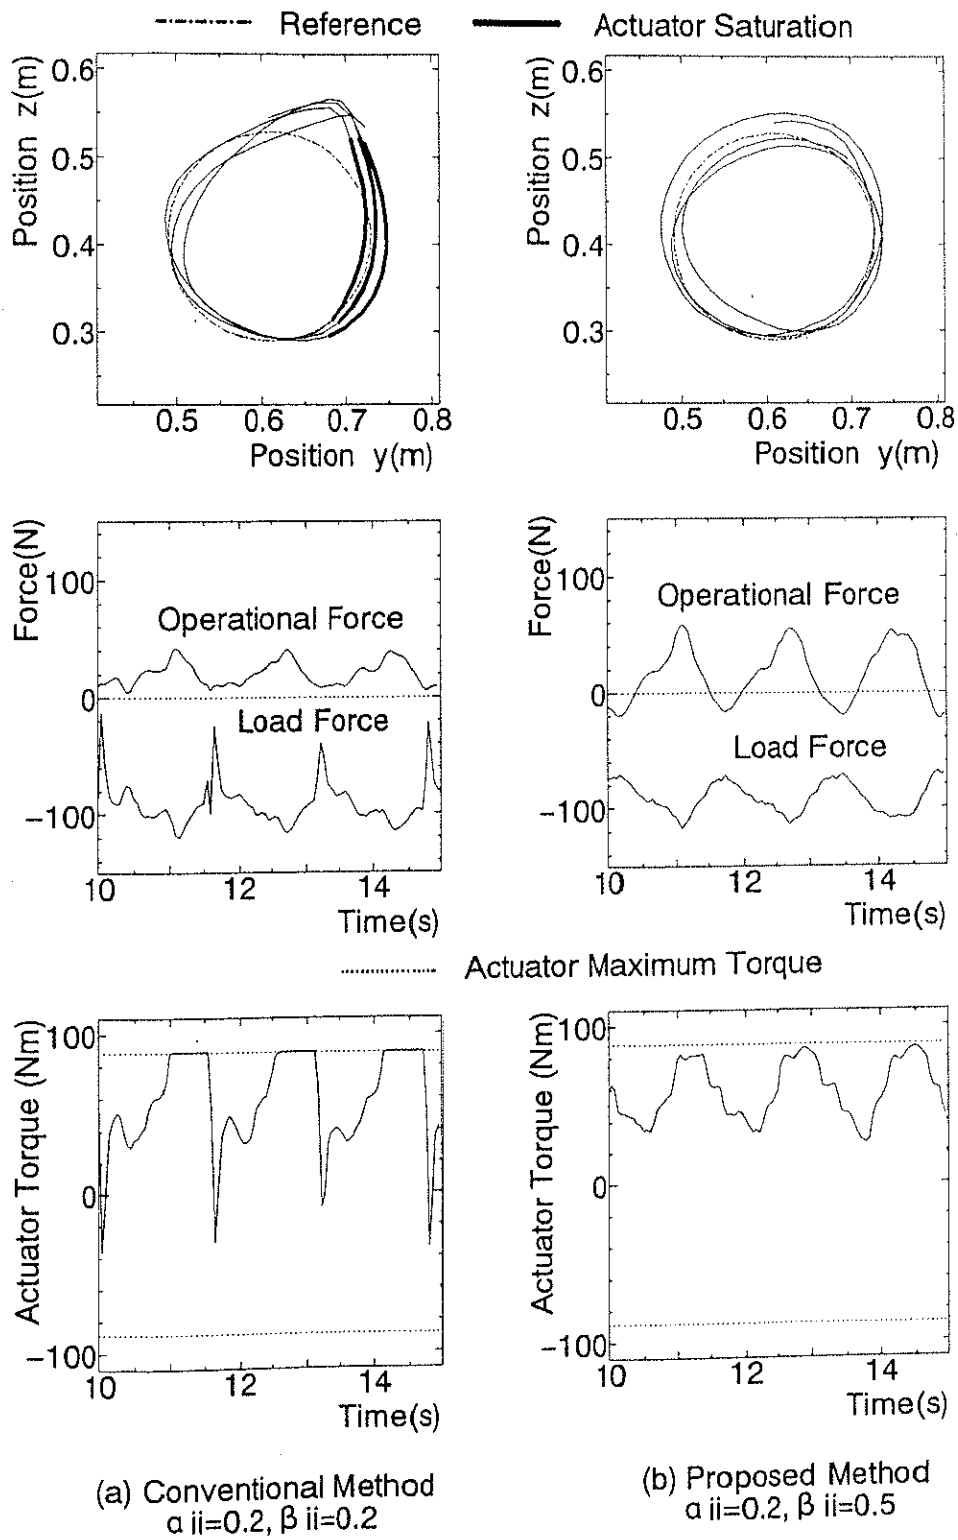 Reference
Actuator Saturation
Position z(m)
0.6
0.5
0.4
0.3
0.5 0.6 0.7 0.8
Position y(m)
Position z(m)
0.6
0.5
0.4
0.3
0.5 0.6 0.7 0.8
Position y(m)
Force(N)
100
0
−100
Operational Force
Load Force
10 12 14
Time(s)
Force(N)
100
0
−100
Operational Force
Load Force
10 12 14
Time(s)
Actuator Maximum Torque
Actuator Torque (Nm)
100
0
−100
10 12 14
Time(s)
Actuator Torque (Nm)
100
0
−100
10 12 14
Time(s)
(a) Conventional Method
α ii=0.2, β ii=0.2
(b) Proposed Method
α ii=0.2, β ii=0.5